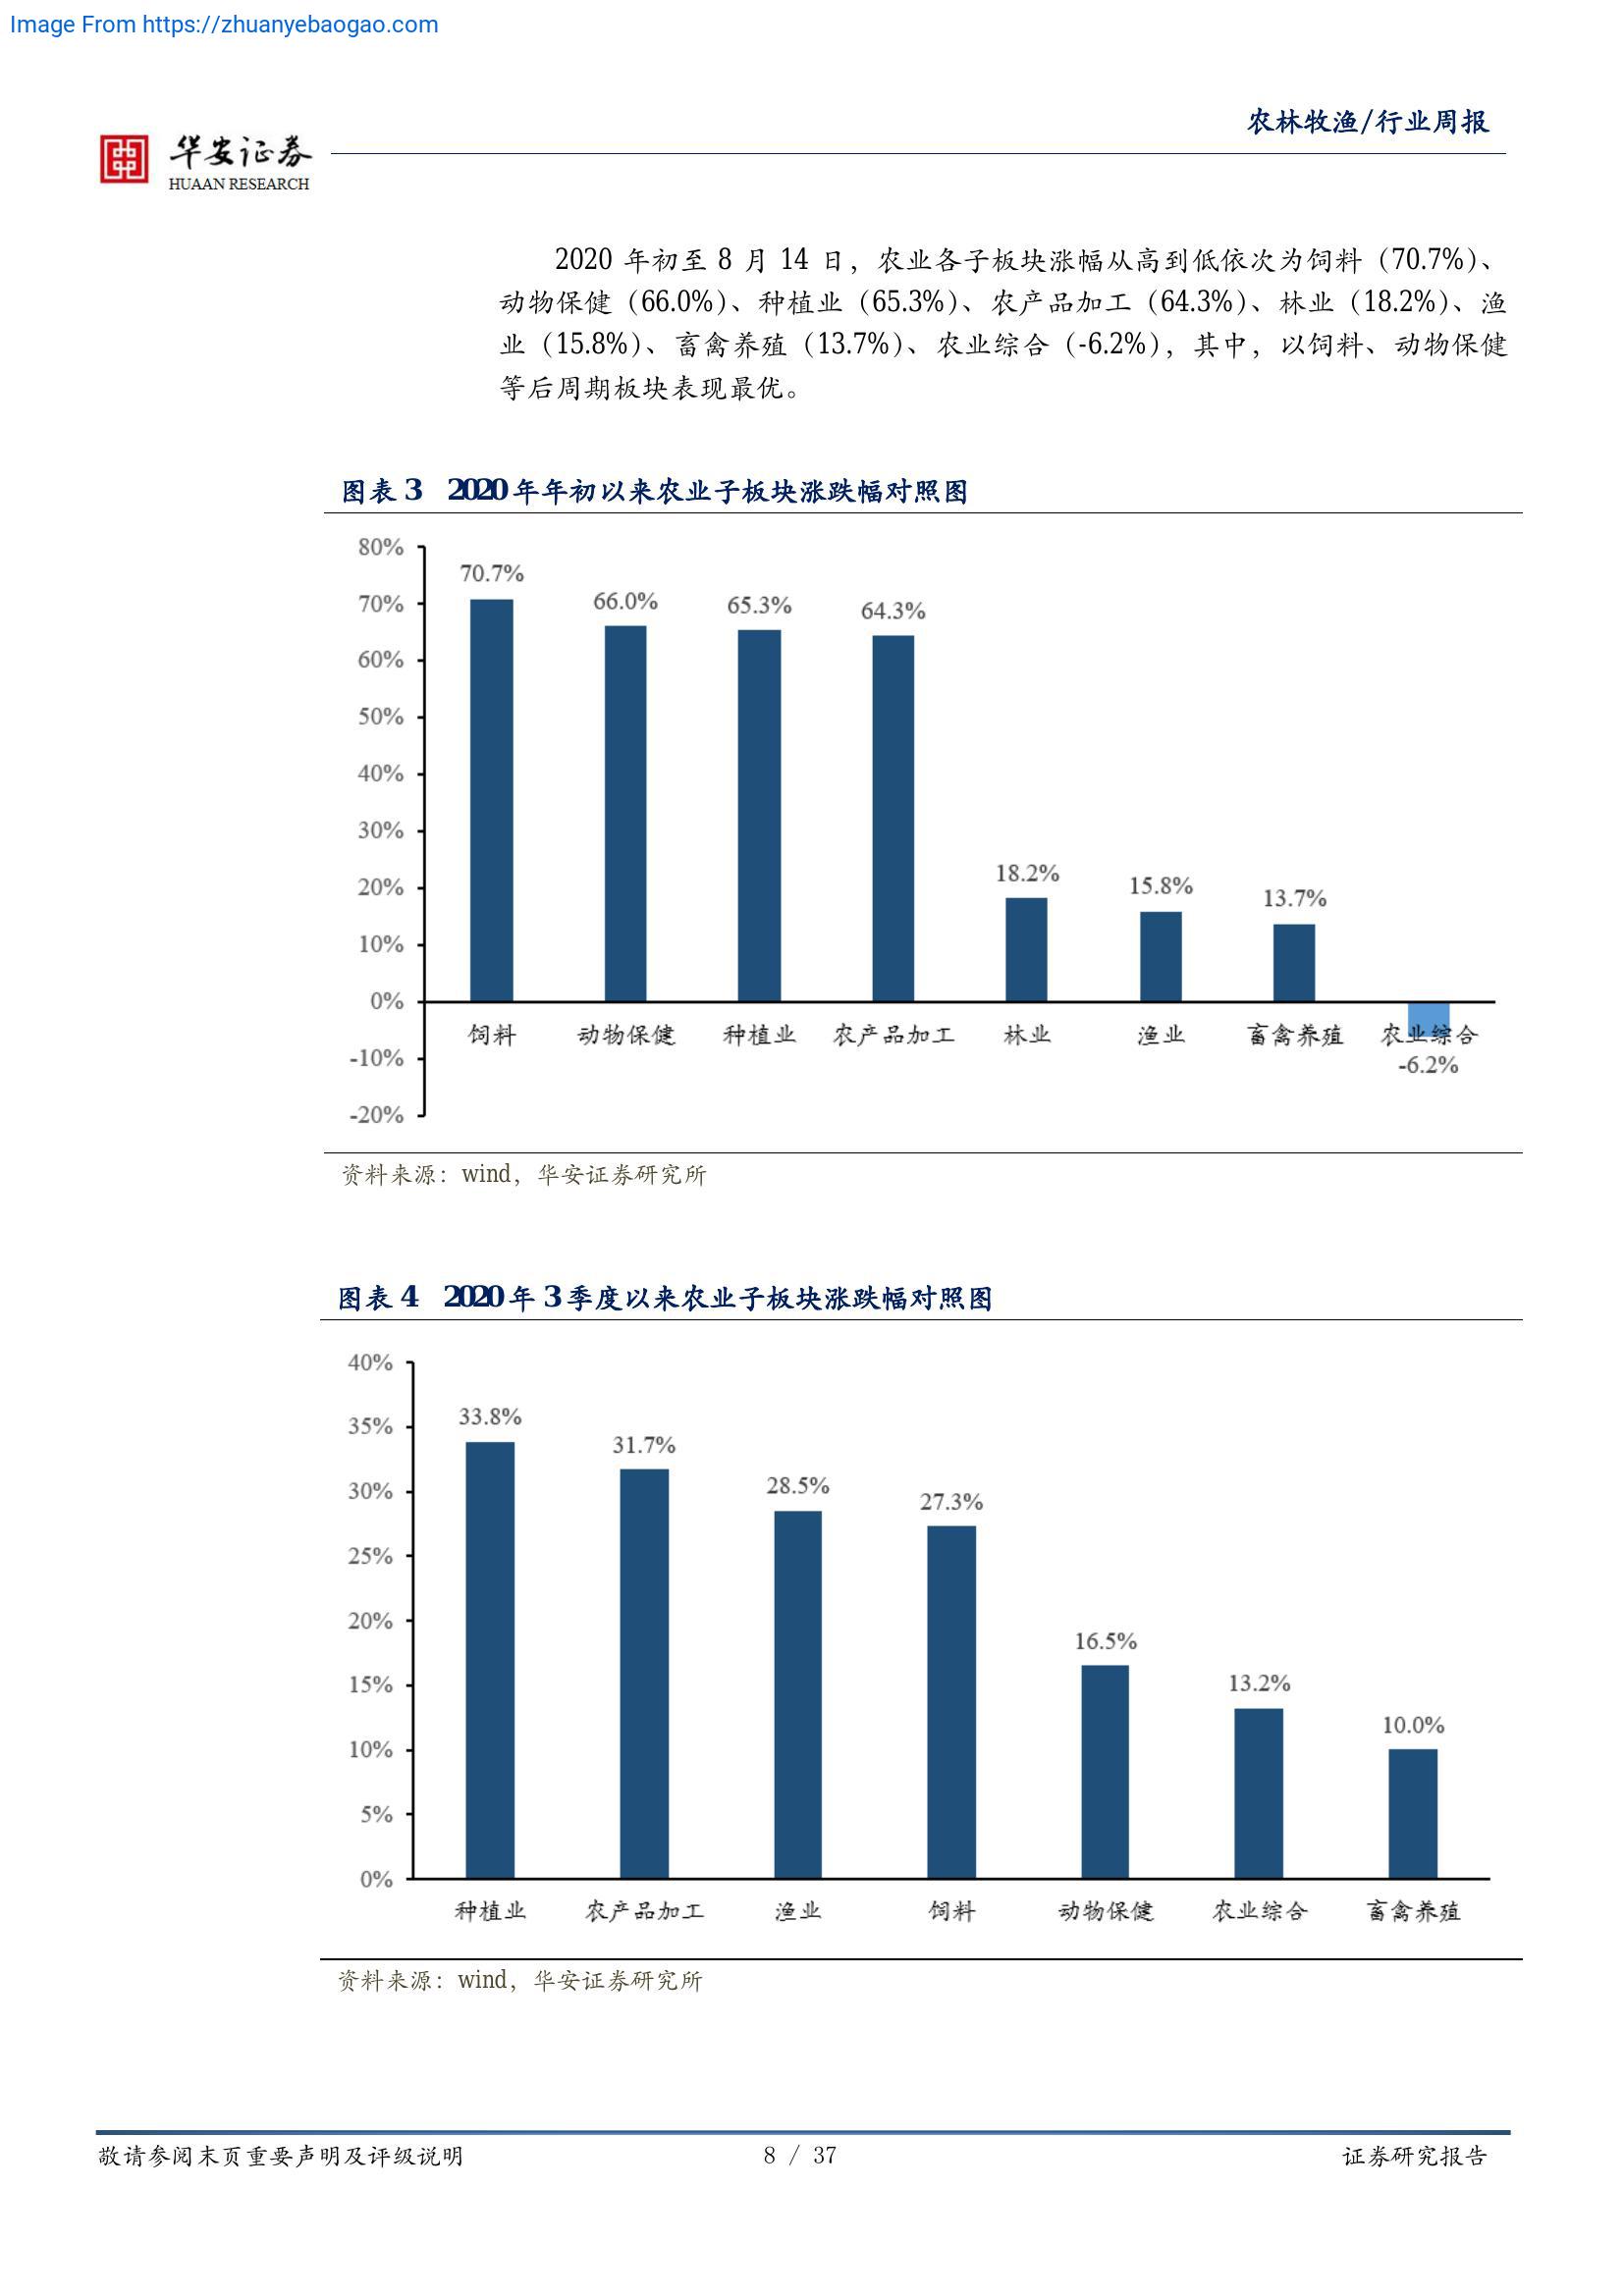 Image From https://zhuanyebaogao.com
农林牧渔/行业周报
华安证券
HUAAN RESEARCH
2020 年初至 8 月 14 日，农业各子板块涨幅从高到低依次为饲料（70.7%）、
动物保健（66.0%）、种植业（65.3%）、农产品加工（64.3%）、林业（18.2%）、渔
业（15.8%）、畜禽养殖（13.7%）、农业综合（-6.2%），其中，以饲料、动物保健
等后周期板块表现最优。
图表 3 2020 年年初以来农业子板块涨跌幅对照图
80%
70%
60%
50%
40%
30%
20%
10%
0%
-10%
-20%
70.7%
66.0%
65.3%
64.3%
18.2%
15.8%
13.7%
-6.2%
饲料
动物保健
种植业
农产品加工
林业
渔业
畜禽养殖
农业综合
资料来源：wind，华安证券研究所
图表 4 2020 年 3 季度以来农业子板块涨跌幅对照图
40%
35%
30%
25%
20%
15%
10%
5%
0%
33.8%
31.7%
28.5%
27.3%
16.5%
13.2%
10.0%
种植业
农产品加工
渔业
饲料
动物保健
农业综合
畜禽养殖
资料来源：wind，华安证券研究所
敬请参阅末页重要声明及评级说明
8 / 37
证券研究报告